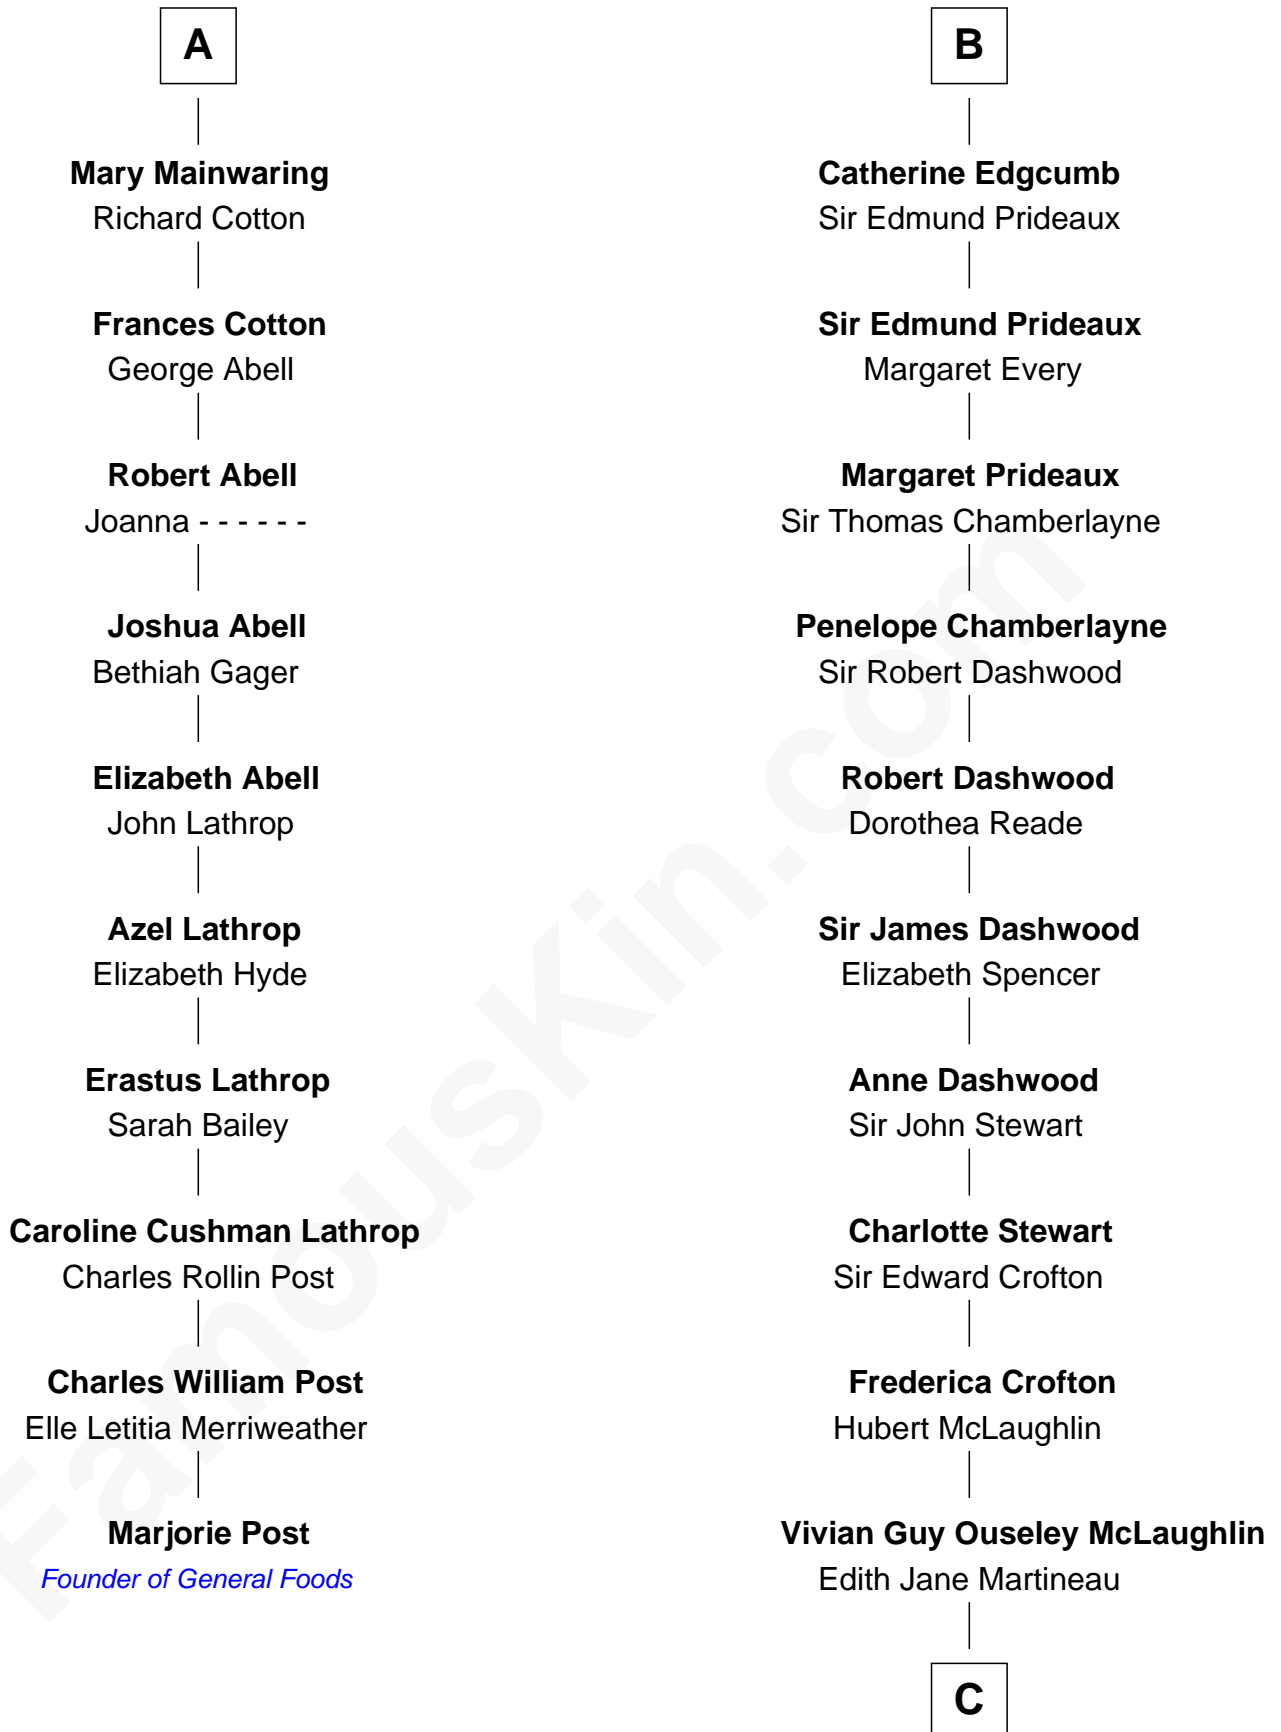 A
Mary Mainwaring
Richard Cotton
Frances Cotton
George Abell
Robert Abell
Joanna - - - - - -
Joshua Abell
Bethiah Gager
Elizabeth Abell
John Lathrop
Azel Lathrop
Elizabeth Hyde
Erastus Lathrop
Sarah Bailey
Caroline Cushman Lathrop
Charles Rollin Post
Charles William Post
Elle Letitia Merriweather
Marjorie Post
Founder of General Foods
B
Catherine Edgcumb
Sir Edmund Prideaux
Sir Edmund Prideaux
Margaret Every
Margaret Prideaux
Sir Thomas Chamberlayne
Penelope Chamberlayne
Sir Robert Dashwood
Robert Dashwood
Dorothea Reade
Sir James Dashwood
Elizabeth Spencer
Anne Dashwood
Sir John Stewart
Charlotte Stewart
Sir Edward Crofton
Frederica Crofton
Hubert McLaughlin
Vivian Guy Ouseley McLaughlin
Edith Jane Martineau
C
FamousKin.com